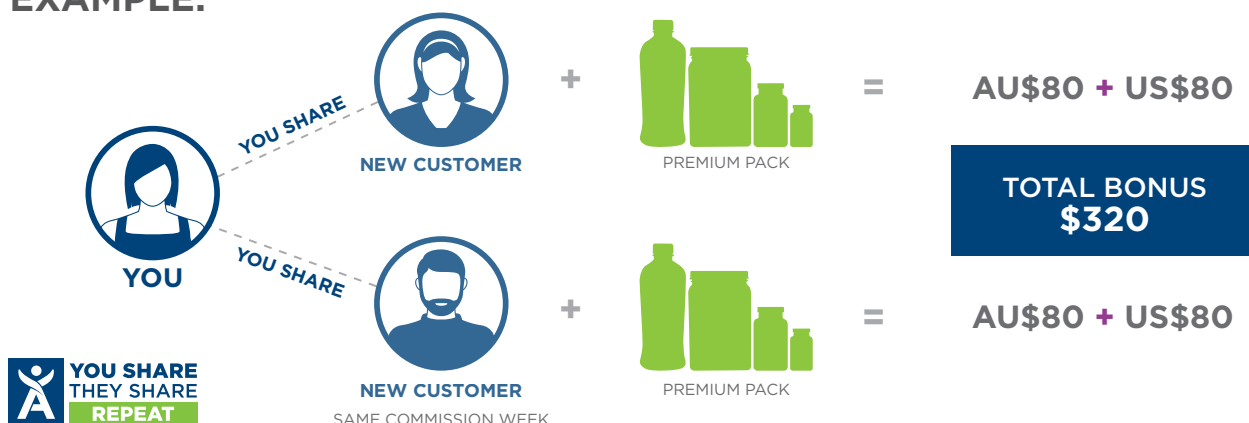 EXAMPLE:
YOU SHARE
NEW CUSTOMER
+
PREMIUM PACK
=
AU$80 + US$80
YOU
TOTAL BONUS
$320
YOU SHARE
NEW CUSTOMER
SAME COMMISSION WEEK
+
PREMIUM PACK
=
AU$80 + US$80
YOU SHARE
THEY SHARE
REPEAT